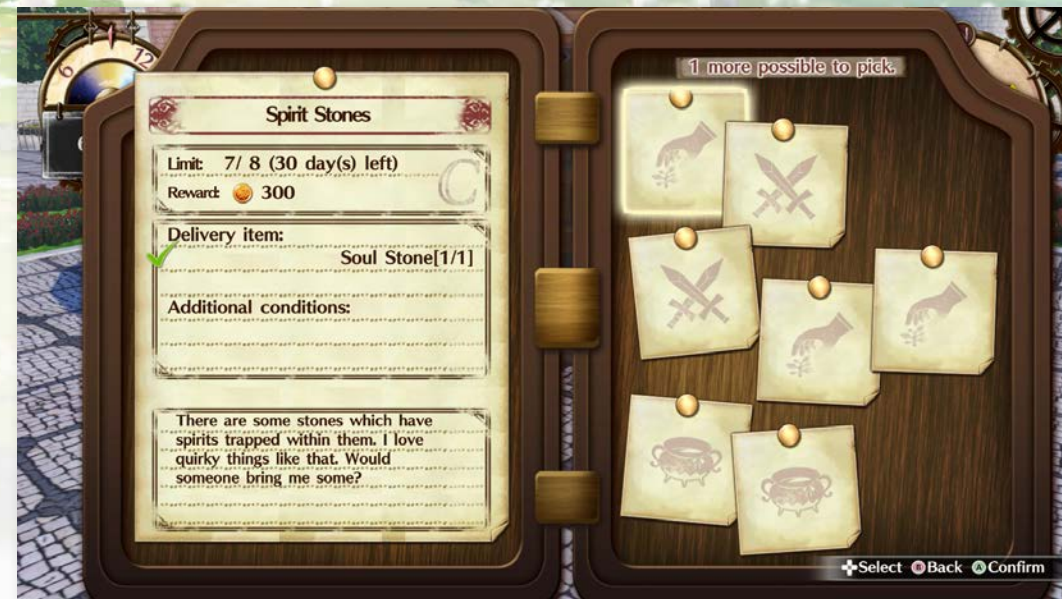 6
12
Spirit Stones
Limit: 7/ 8 (30 day(s) left)
Reward: 300
C
Delivery item:
Soul Stone[1/1]
Additional conditions:
There are some stones which have
spirits trapped within them. I love
quirky things like that. Would
someone bring me some?
1 more possible to pick.
Select B Back A Confirm